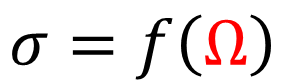 σ = f(Ω)